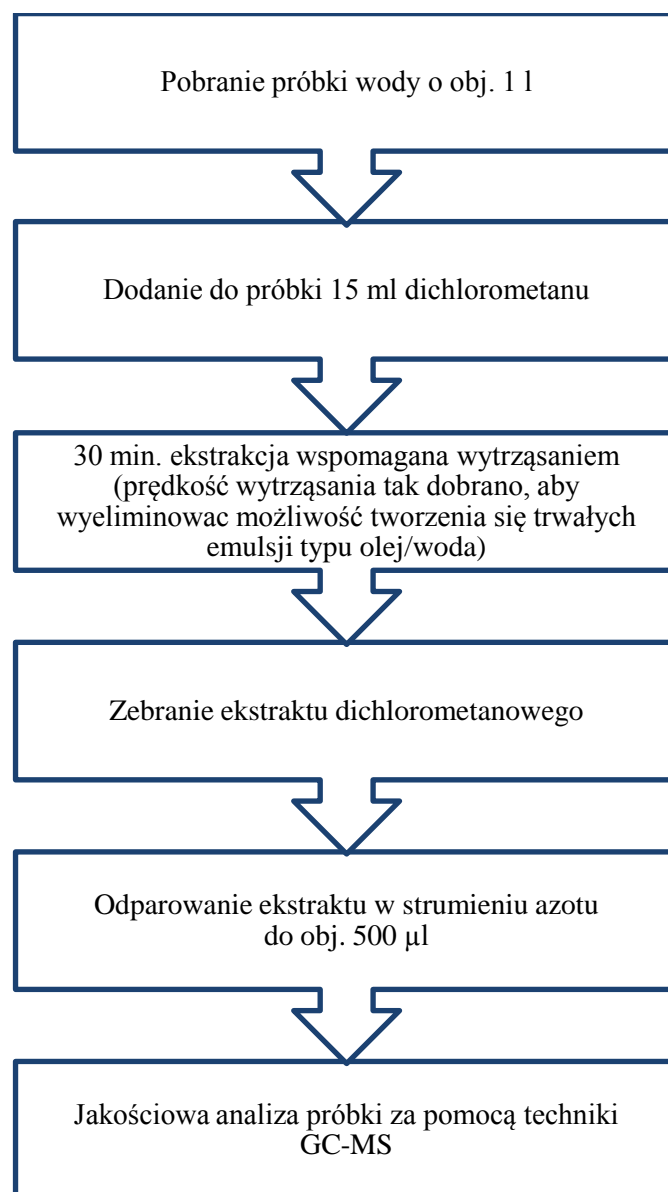 Pobranie próbki wody o obj. 1 l
Dodanie do próbki 15 ml dichlorometanu
30 min. ekstrakcja wspomagana wytrząsaniem
(prędkość wytrząsania tak dobrano, aby
wyeliminowac możliwość tworzenia się trwałych
emulsji typu olej/woda)
Zebranie ekstraktu dichlorometanowego
Odparowanie ekstraktu w strumieniu azotu
do obj. 500 µl
Jakościowa analiza próbki za pomocą techniki
GC-MS